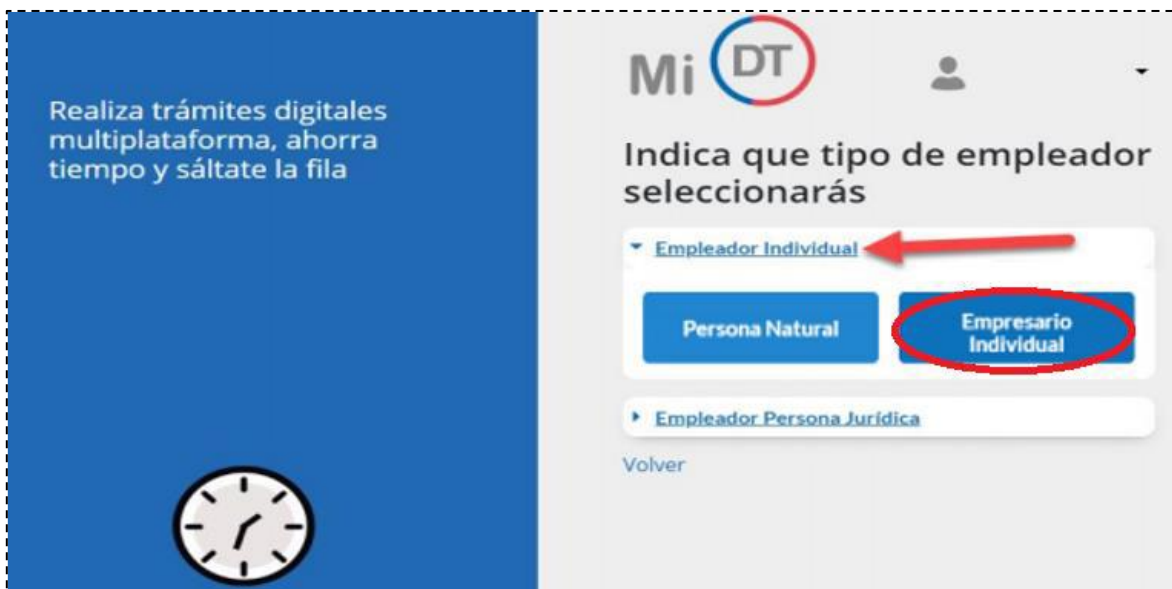 Realiza trámites digitales
multiplataforma, ahorra
tiempo y sáltate la fila
Mi DT
Indica que tipo de empleador
seleccionarás
Empleador Individual
Persona Natural
Empresario
Individual
Empleador Persona Jurídica
Volver